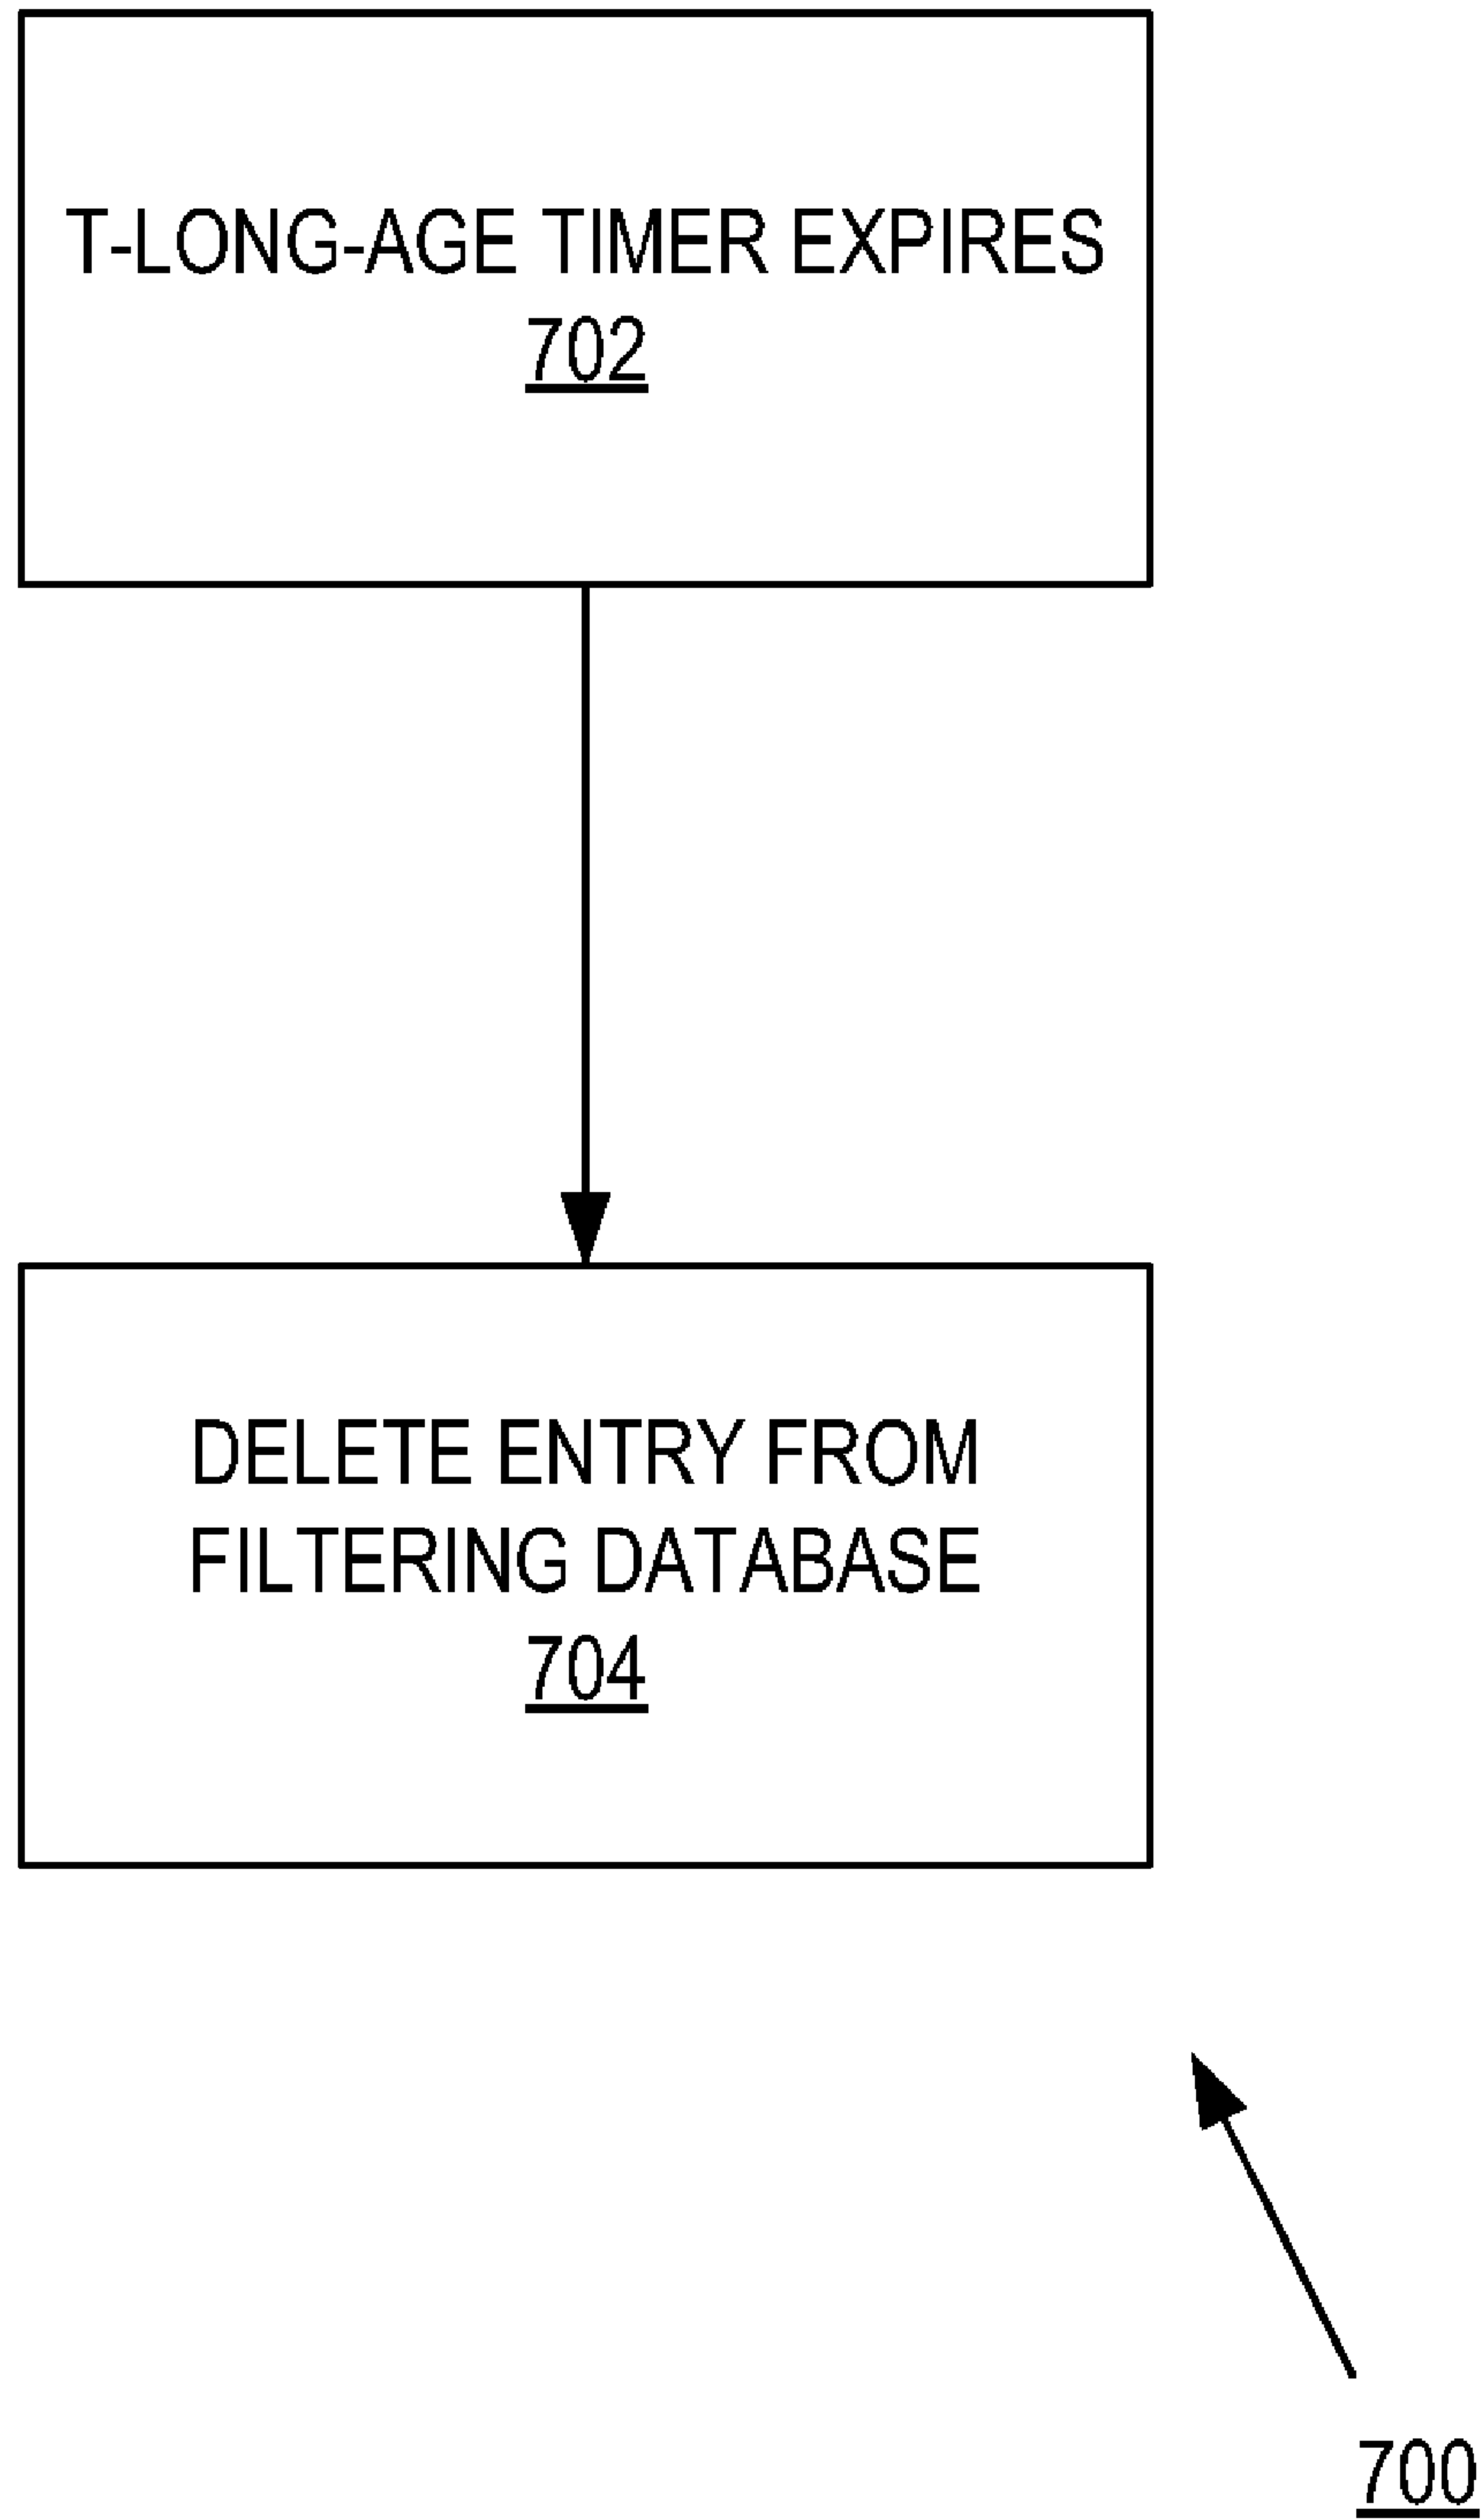 T-LONG-AGE TIMER EXPIRES
702
DELETE ENTRY FROM
FILTERING DATABASE
704
700